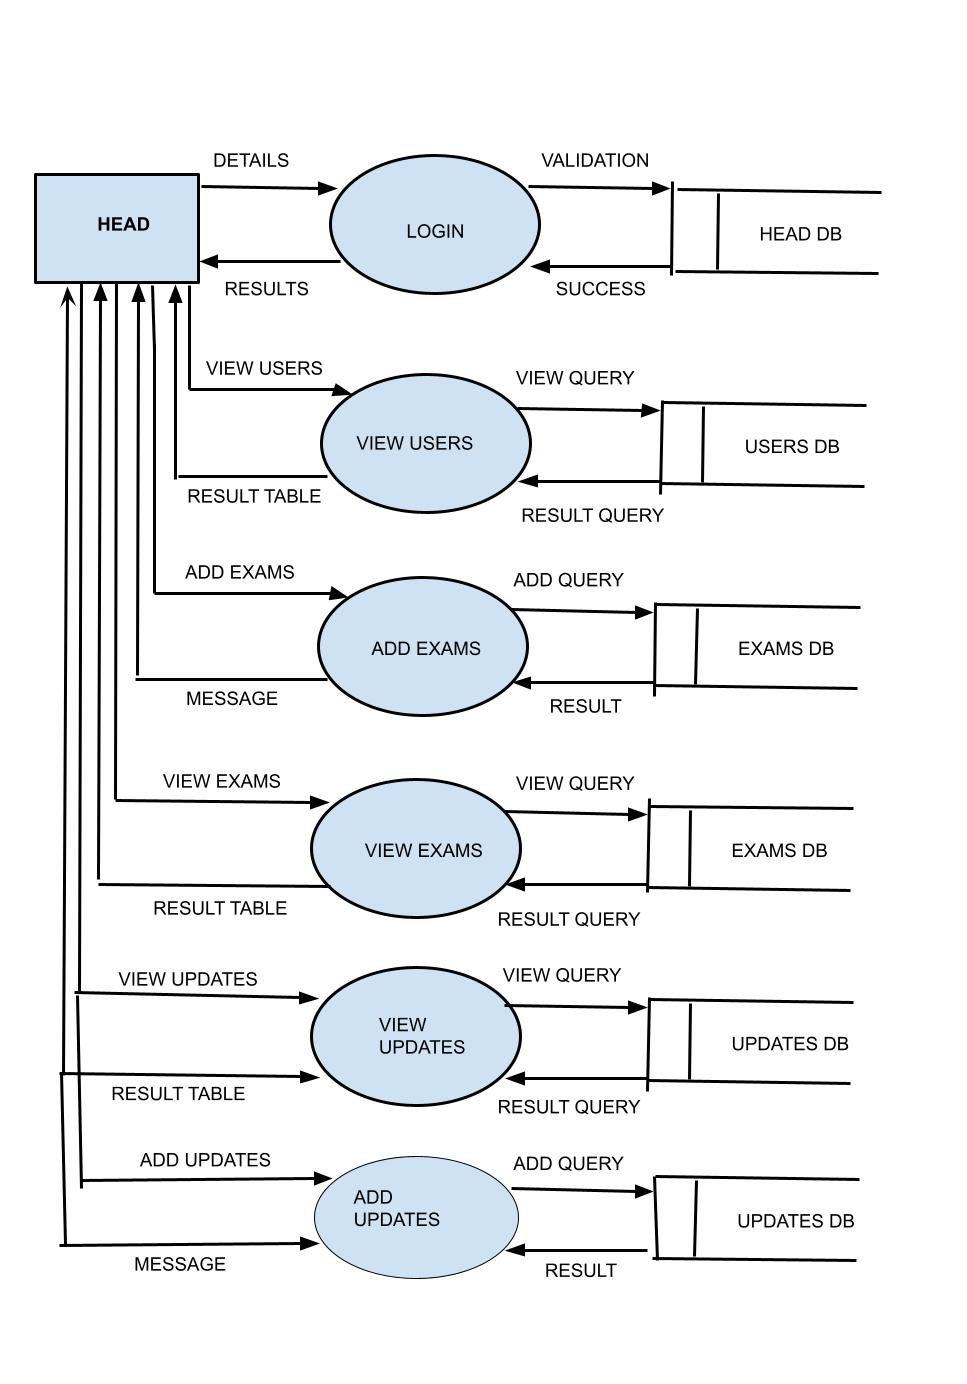 DETAILS
VALIDATION
HEAD
LOGIN
HEAD DB
RESULTS
SUCCESS
VIEW USERS
VIEW QUERY
VIEW USERS
USERS DB
RESULT TABLE
RESULT QUERY
ADD EXAMS
ADD QUERY
ADD EXAMS
EXAMS DB
MESSAGE
RESULT
VIEW EXAMS
VIEW QUERY
VIEW EXAMS
EXAMS DB
RESULT TABLE
RESULT QUERY
VIEW UPDATES
VIEW QUERY
VIEW
UPDATES
UPDATES DB
RESULT TABLE
RESULT QUERY
ADD UPDATES
ADD QUERY
ADD
UPDATES
UPDATES DB
MESSAGE
RESULT